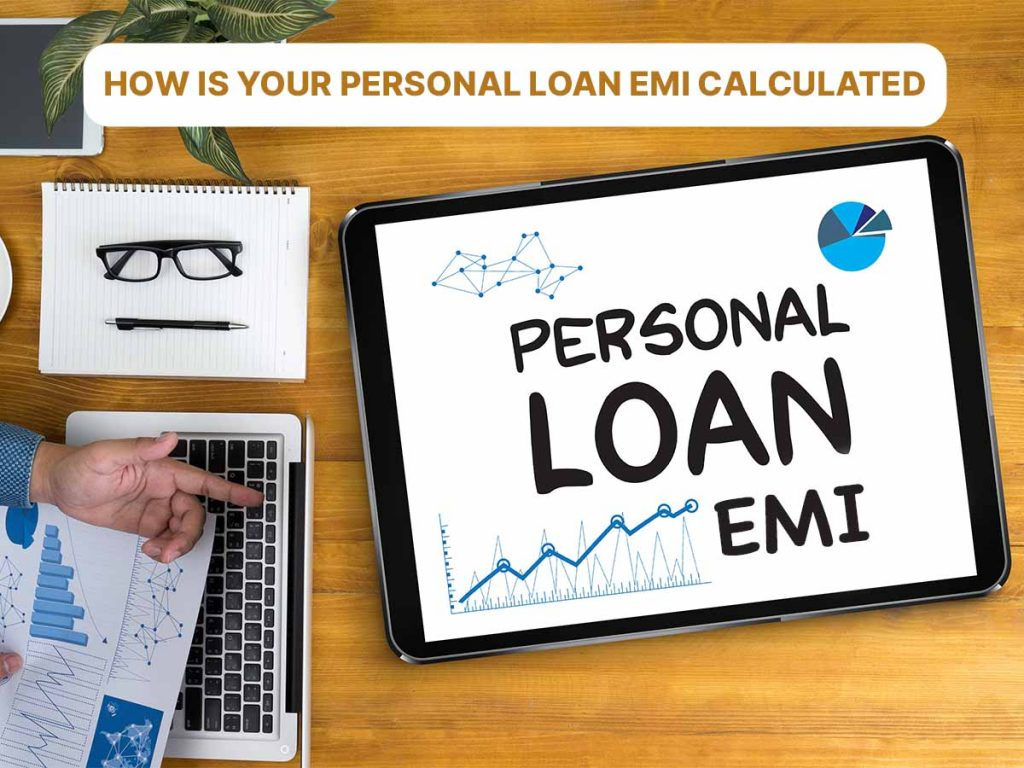 HOW IS YOUR PERSONAL LOAN EMI CALCULATED
PERSONAL
LOAN
EMI